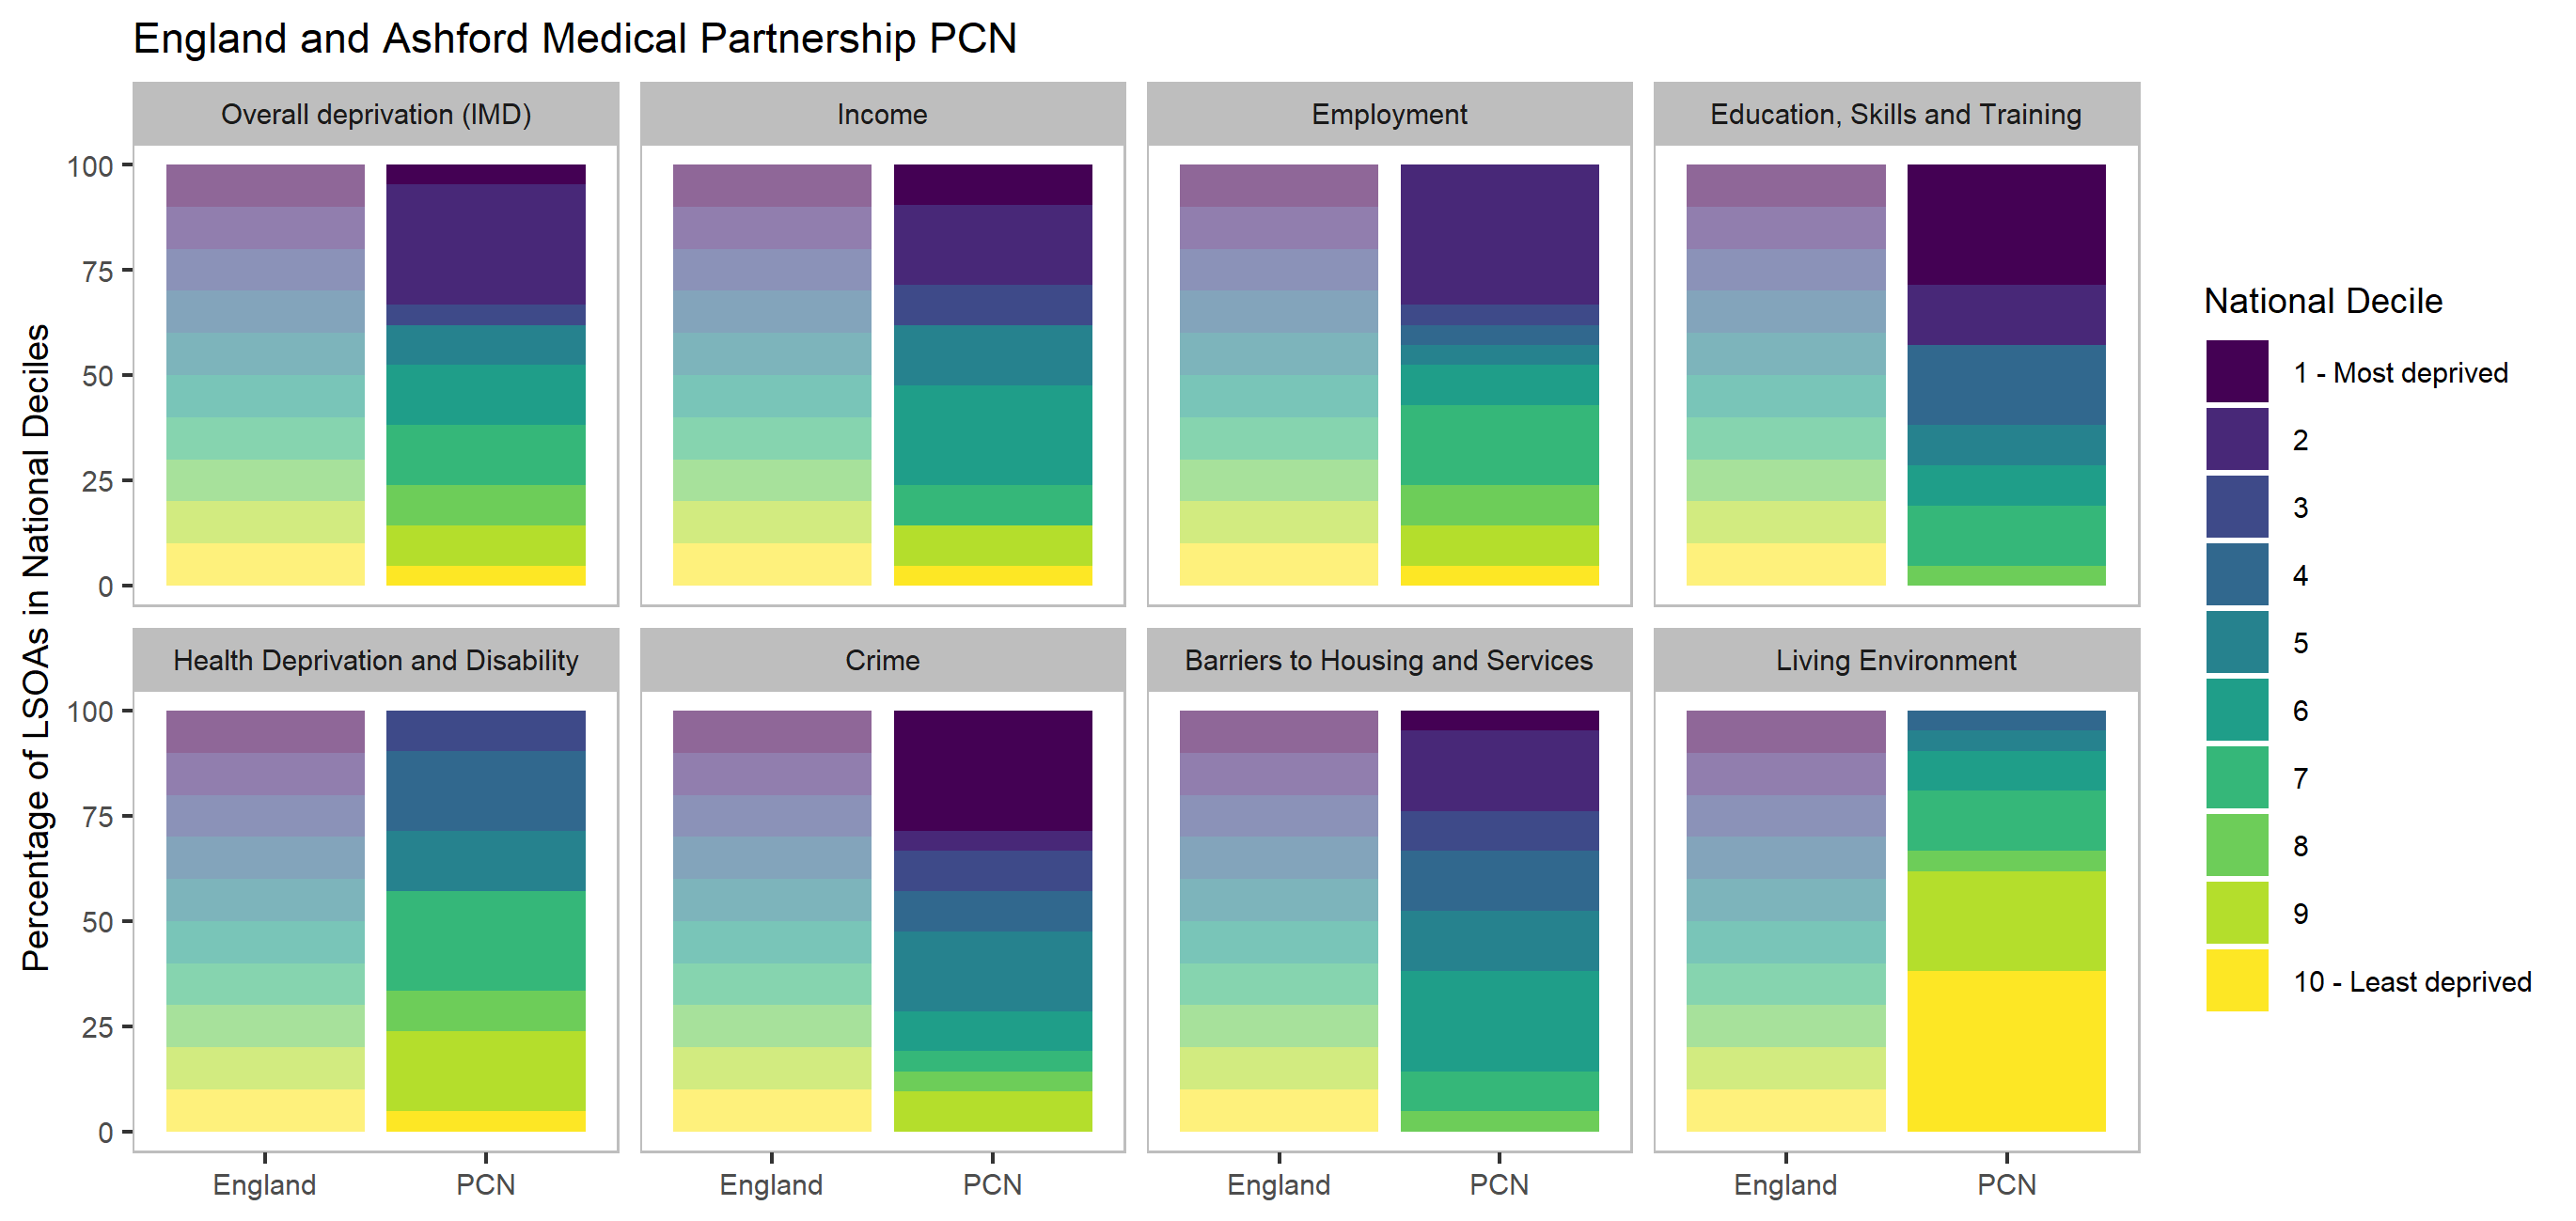 England and Ashford Medical Partnership PCN
Overall deprivation (IMD)
Income
Employment
Education, Skills and Training
100
75
50
25
0
Health Deprivation and Disability
Crime
Barriers to Housing and Services
Living Environment
100
75
50
25
0
England
PCN
England
PCN
England
PCN
England
PCN
Percentage of LSOAs in National Deciles
National Decile
1 - Most deprived
2
3
4
5
6
7
8
9
10 - Least deprived